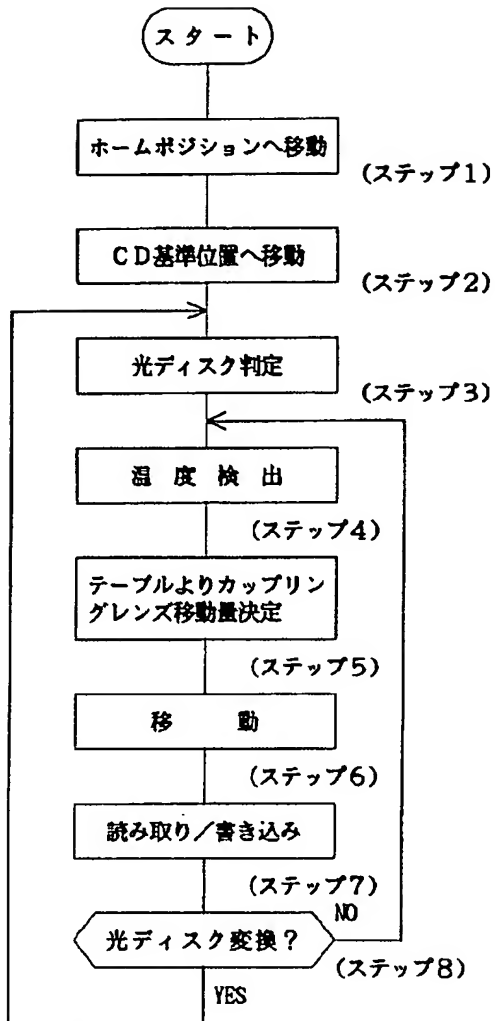 スタート
ホームポジションへ移動
(ステップ1)
CD基準位置へ移動
(ステップ2)
光ディスク判定
(ステップ3)
温度検出
(ステップ4)
テーブルよりカップリン
グレンズ移動量決定
(ステップ5)
移動
(ステップ6)
読み取り/書き込み
(ステップ7)
光ディスク変換?
NO
(ステップ8)
YES